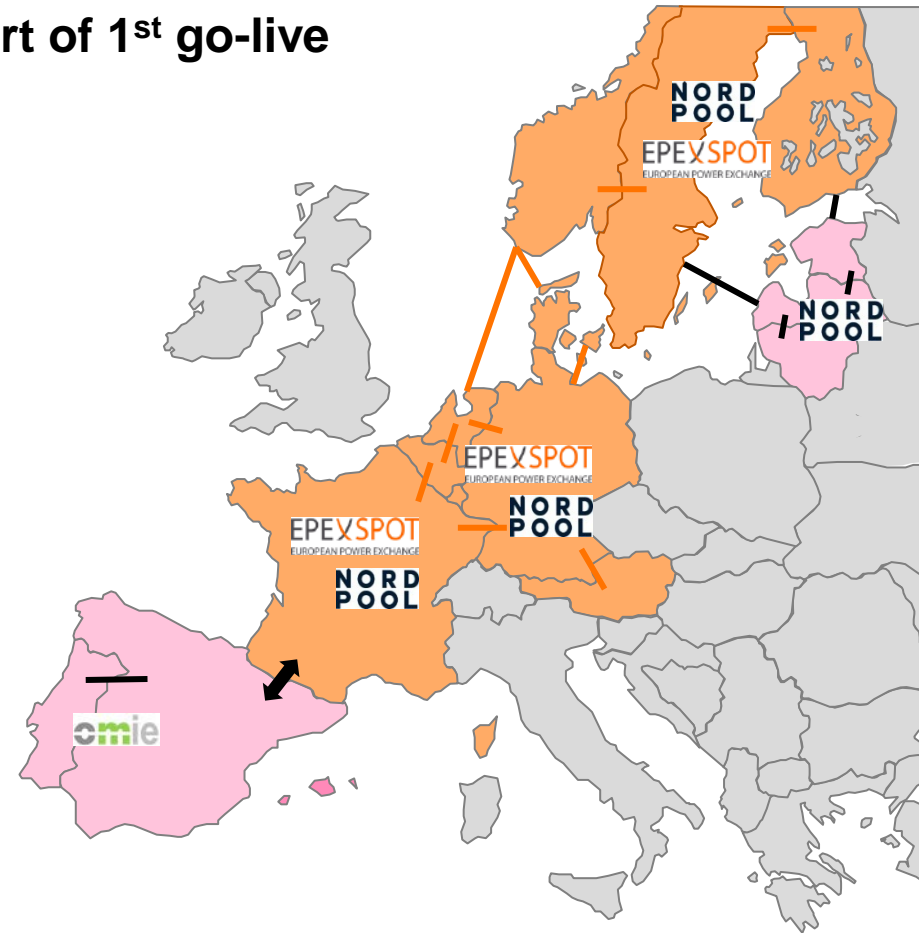 rt of 1st go-live
NORD
POOL
EPEXSPOT
EUROPEAN POWER EXCHANGE
NORD
POOL
EPEXSPOT
EUROPEAN POWER EXCHANGE
NORD
POOL
EPEXSPOT
EUROPEAN POWER EXCHANGE
NORD
POOL
omie